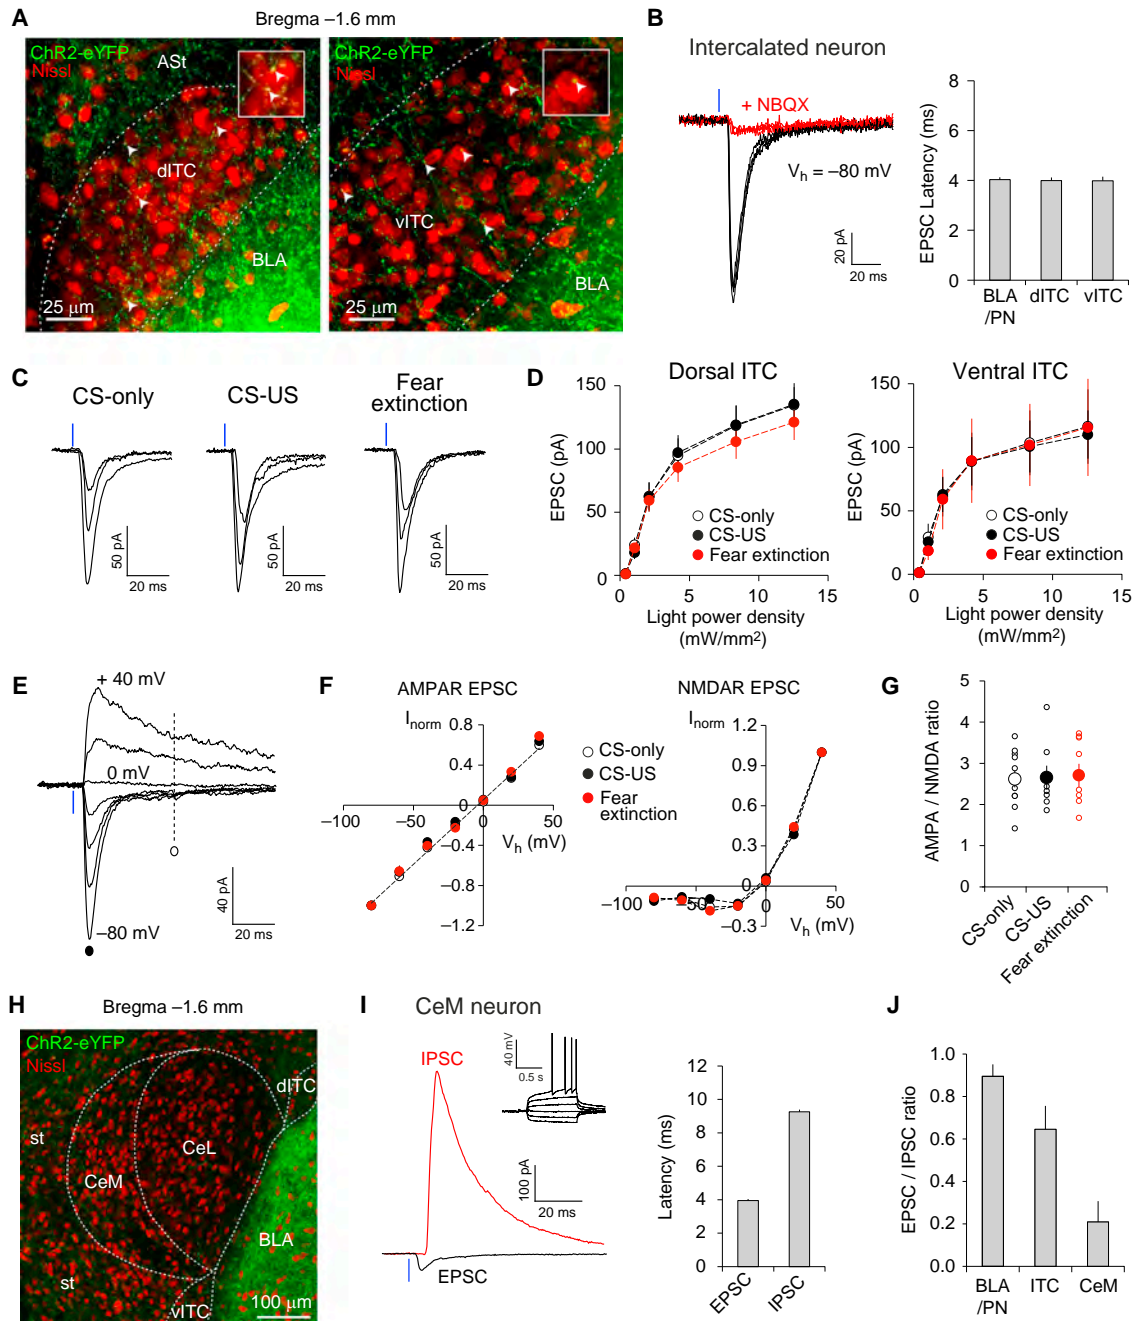 A
Bregma –1.6 mm
ChR2-eYFP
Nissl
ASt
dITC
BLA
25 μm
ChR2-eYFP
Nissl
vITC
BLA
25 μm
B
Intercalated neuron
+ NBQX
Vh = –80 mV
20 pA
20 ms
EPSC Latency (ms)
8
6
4
2
0
BLA
/PN
dITC
vITC
C
CS-only
CS-US
Fear
extinction
50 pA
20 ms
50 pA
20 ms
50 pA
20 ms
D
Dorsal ITC
EPSC (pA)
150
100
50
0
CS-only
CS-US
Fear extinction
0 5 10 15
Light power density
(mW/mm2)
Ventral ITC
EPSC (pA)
150
100
50
0
CS-only
CS-US
Fear extinction
0 5 10 15
Light power density
(mW/mm2)
E
+ 40 mV
0 mV
–80 mV
40 pA
20 ms
F
AMPAR EPSC
Inorm
0.8
0.4
–100 –50 0 50
Vh (mV)
–0.4
–0.8
–1.2
CS-only
CS-US
Fear
extinction
NMDAR EPSC
Inorm
1.2
0.9
0.6
0.3
0
–100 –50 0 50
–0.3
Vh (mV)
G
AMPA / NMDA ratio
5
4
3
2
1
0
CS-only
CS-US
Fear extinction
H
Bregma –1.6 mm
ChR2-eYFP
Nissl
dITC
st
CeL
CeM
BLA
st
vITC
100 μm
I
CeM neuron
IPSC
40 mV
0.5 s
100 pA
20 ms
EPSC
Latency (ms)
12
10
8
6
4
2
0
EPSC
IPSC
J
EPSC / IPSC ratio
1.0
0.8
0.6
0.4
0.2
0
BLA
/PN
ITC
CeM